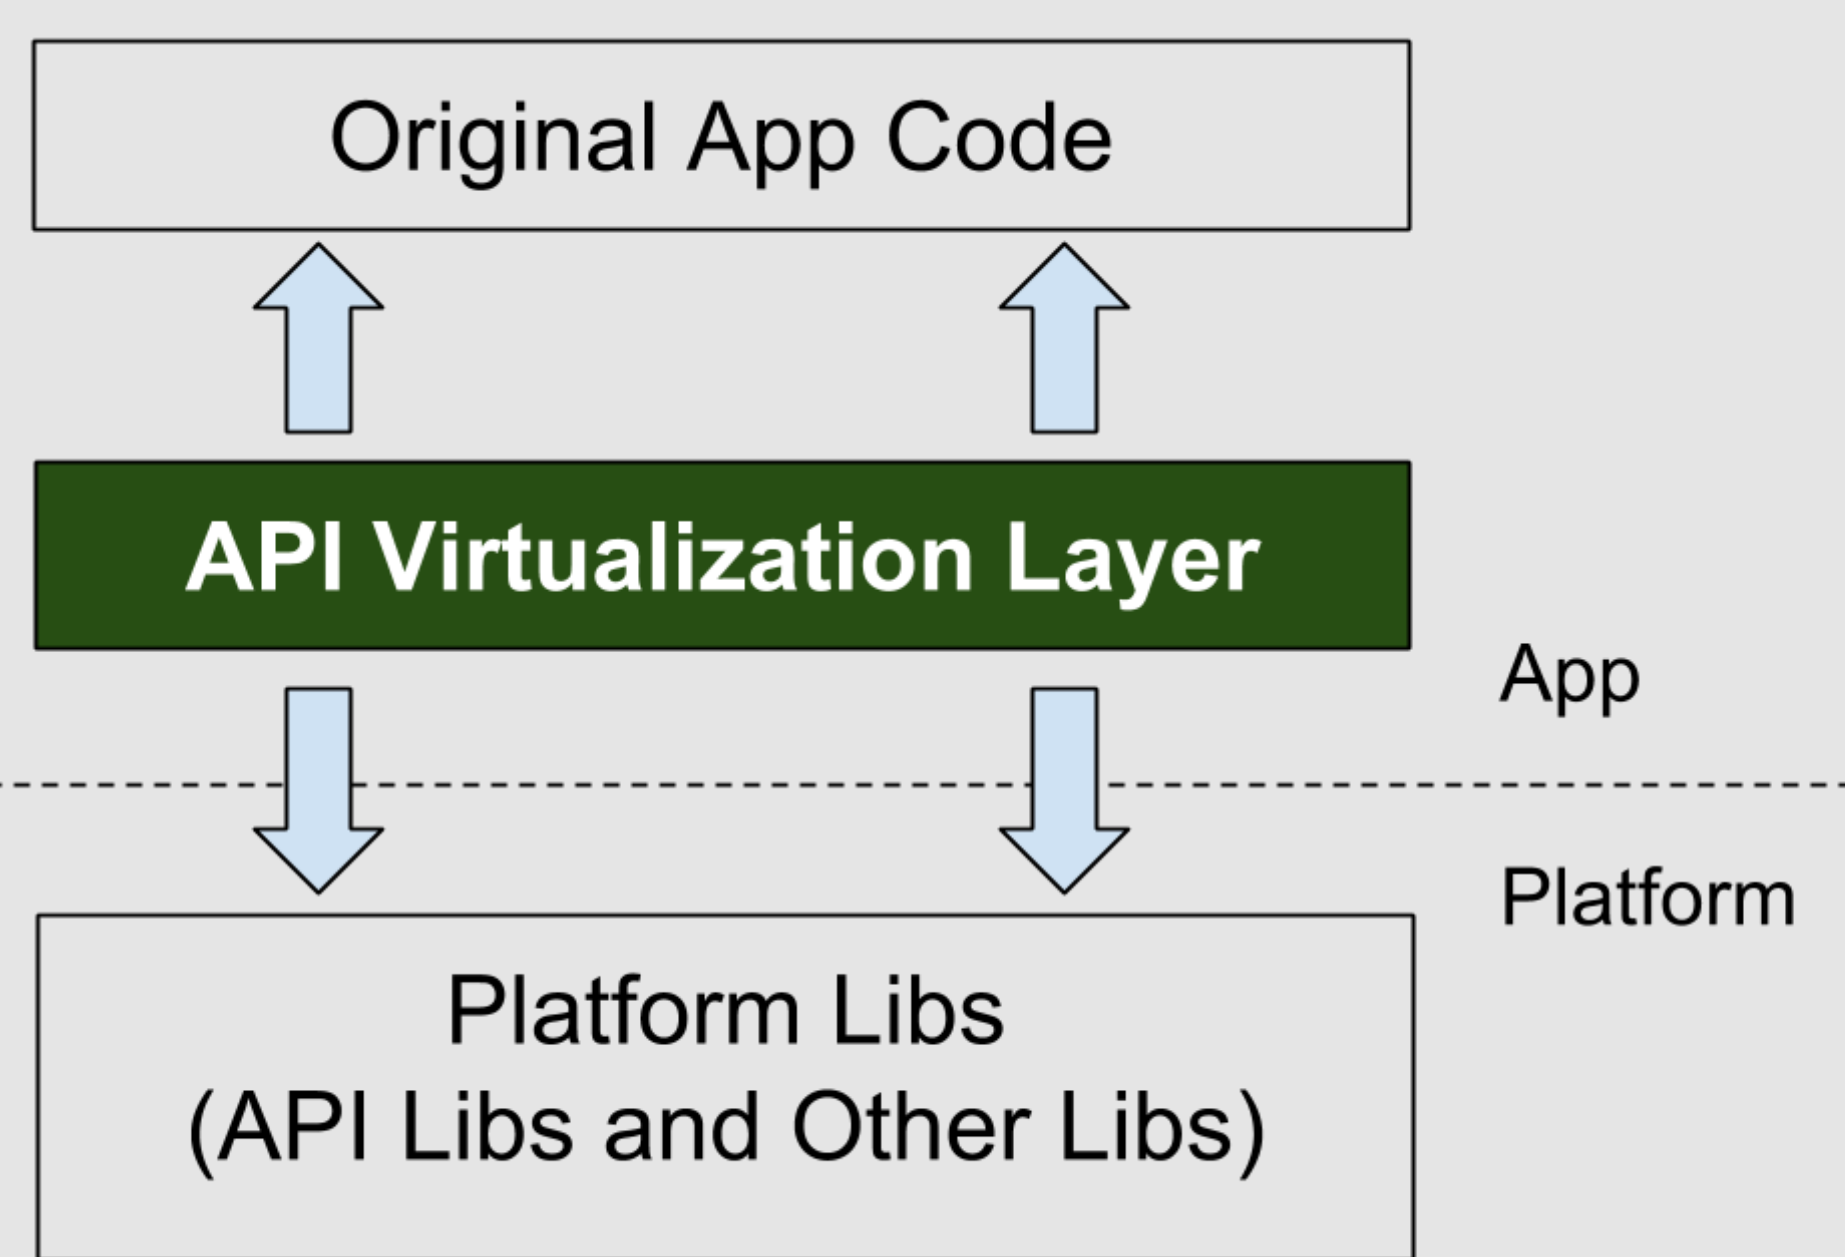 Original App Code
API Virtualization Layer
App
Platform
Platform Libs
(API Libs and Other Libs)